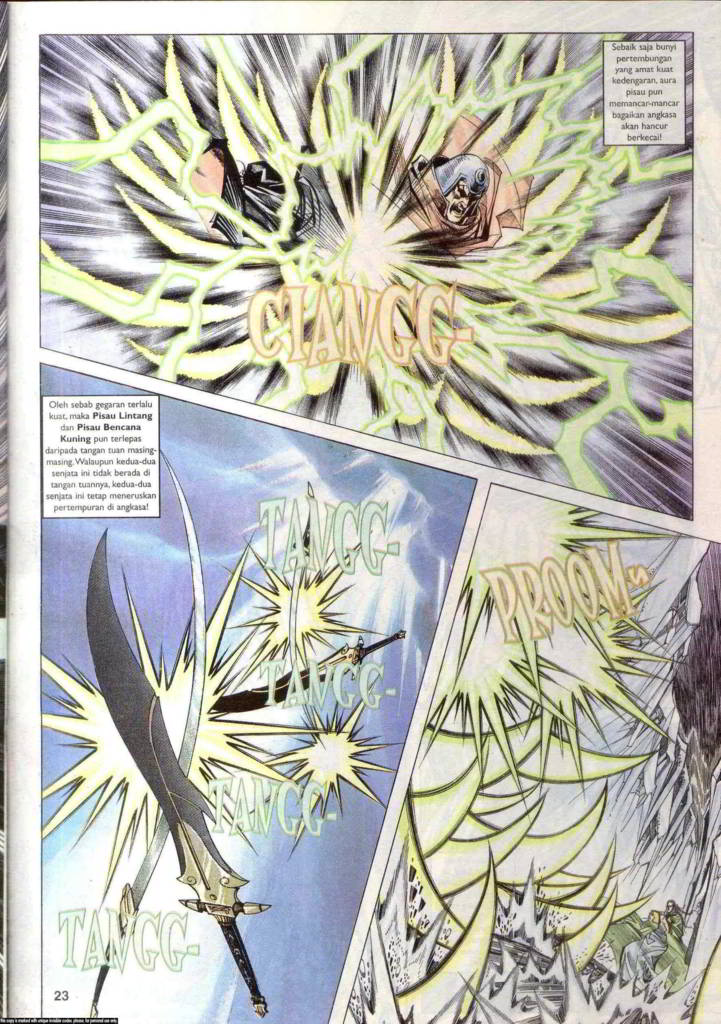 Sebaik saja bunyi
pertembungan
yang amat kuat
kedengaran, aura
pisau pun
memancar-mancar
bagaikan angkasa
akan hancur
berkecai!
CIANGG-
Oleh sebab gegaran terlalu
kuat, maka Pisau Lintang
dan Pisau Bencana
Kuning pun terlepas
daripada tangan tuan masing-
masing. Walaupun kedua-dua
senjata ini tidak berada di
tangan tuannya, kedua-dua
senjata ini tetap meneruskan
pertempuran di angkasa!
TANGG-
TANGG-
TANGG-
TANGG-
PROOMM
23
This copy is marked with unique invisible codes, please, for personal use only.